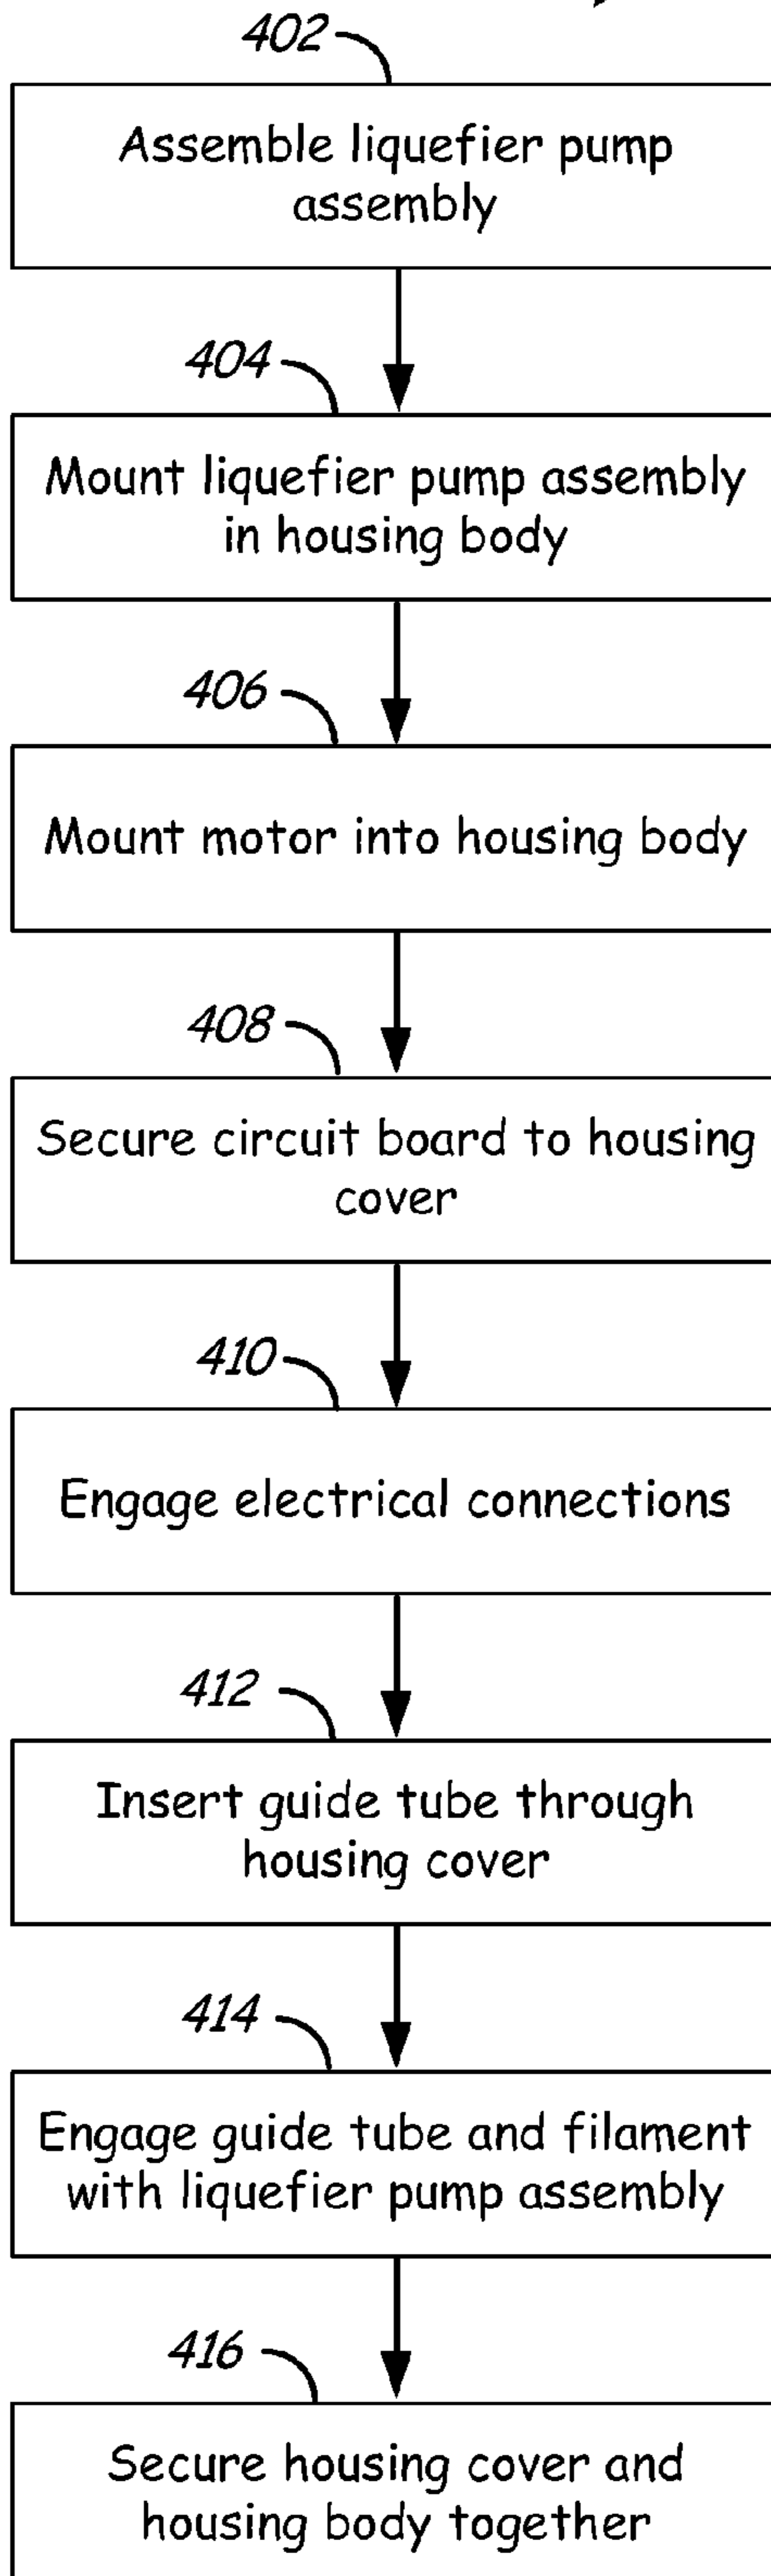 402
Assemble liquefier pump
assembly
404
Mount liquefier pump assembly
in housing body
406
Mount motor into housing body
408
Secure circuit board to housing
cover
410
Engage electrical connections
412
Insert guide tube through
housing cover
414
Engage guide tube and filament
with liquefier pump assembly
416
Secure housing cover and
housing body together